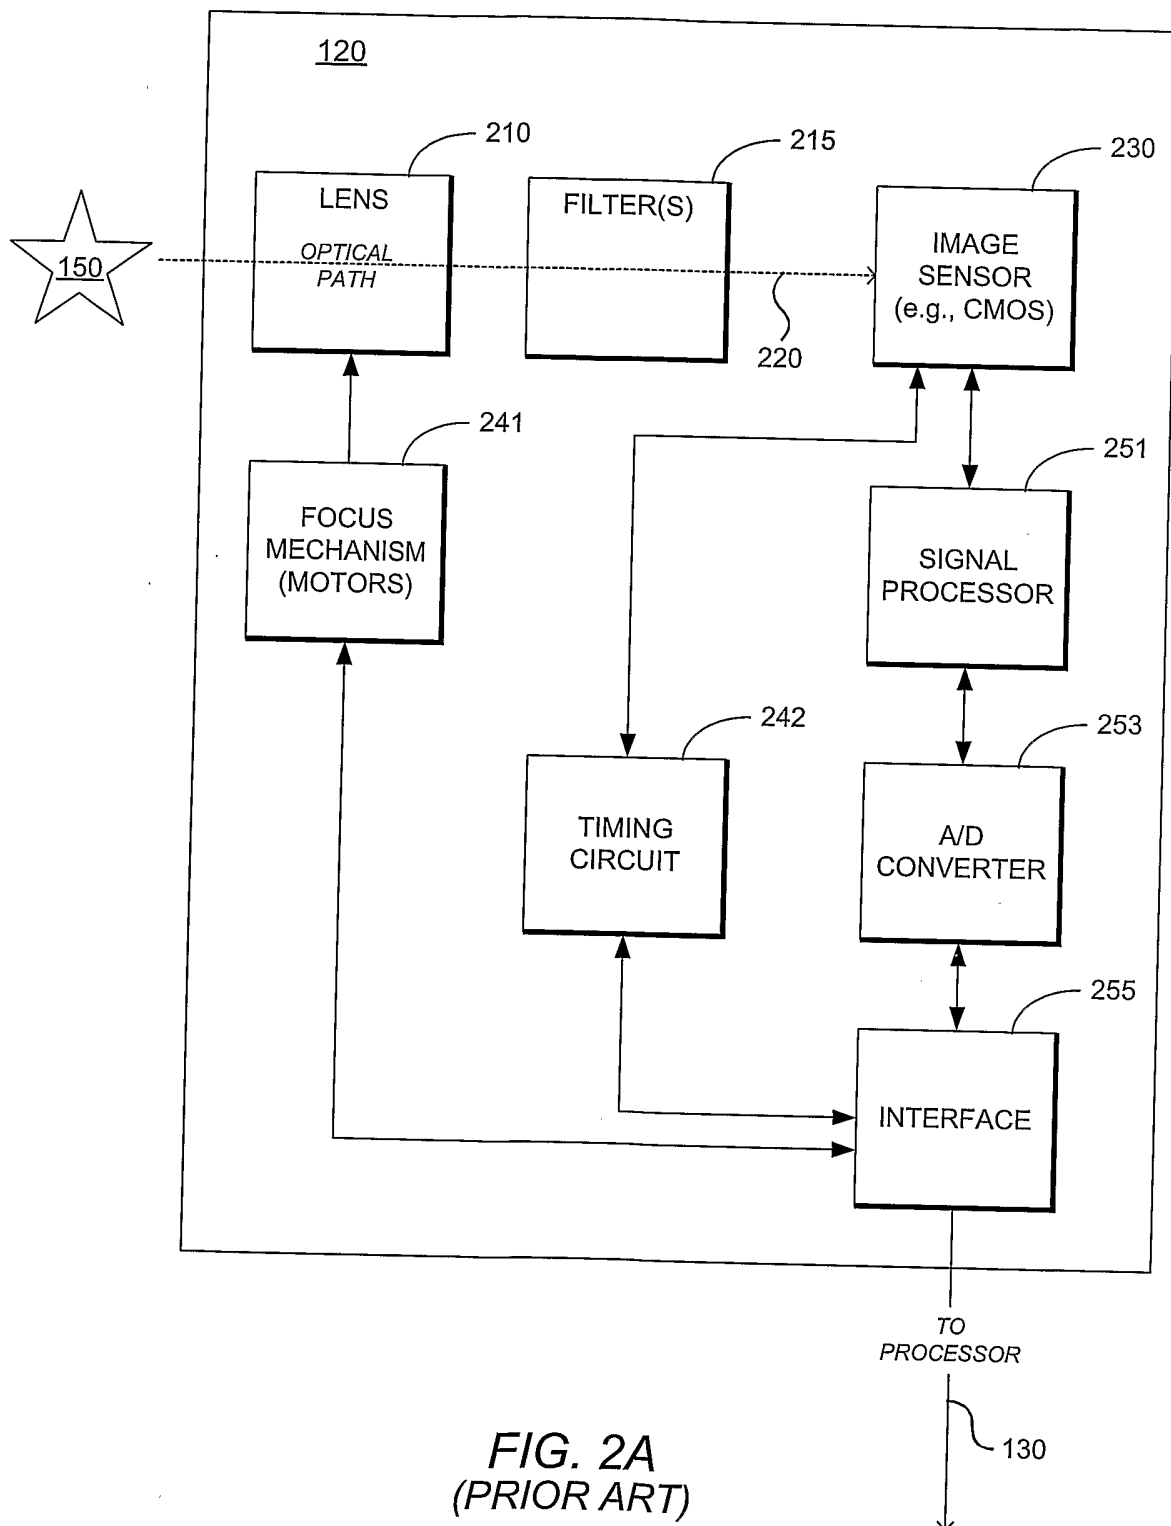 120
210
215
230
LENS
FILTER(S)
IMAGE
SENSOR
(e.g., CMOS)
150
OPTICAL
PATH
220
241
251
FOCUS
MECHANISM
(MOTORS)
SIGNAL
PROCESSOR
242
253
TIMING
CIRCUIT
A/D
CONVERTER
255
INTERFACE
TO
PROCESSOR
130
FIG. 2A
(PRIOR ART)